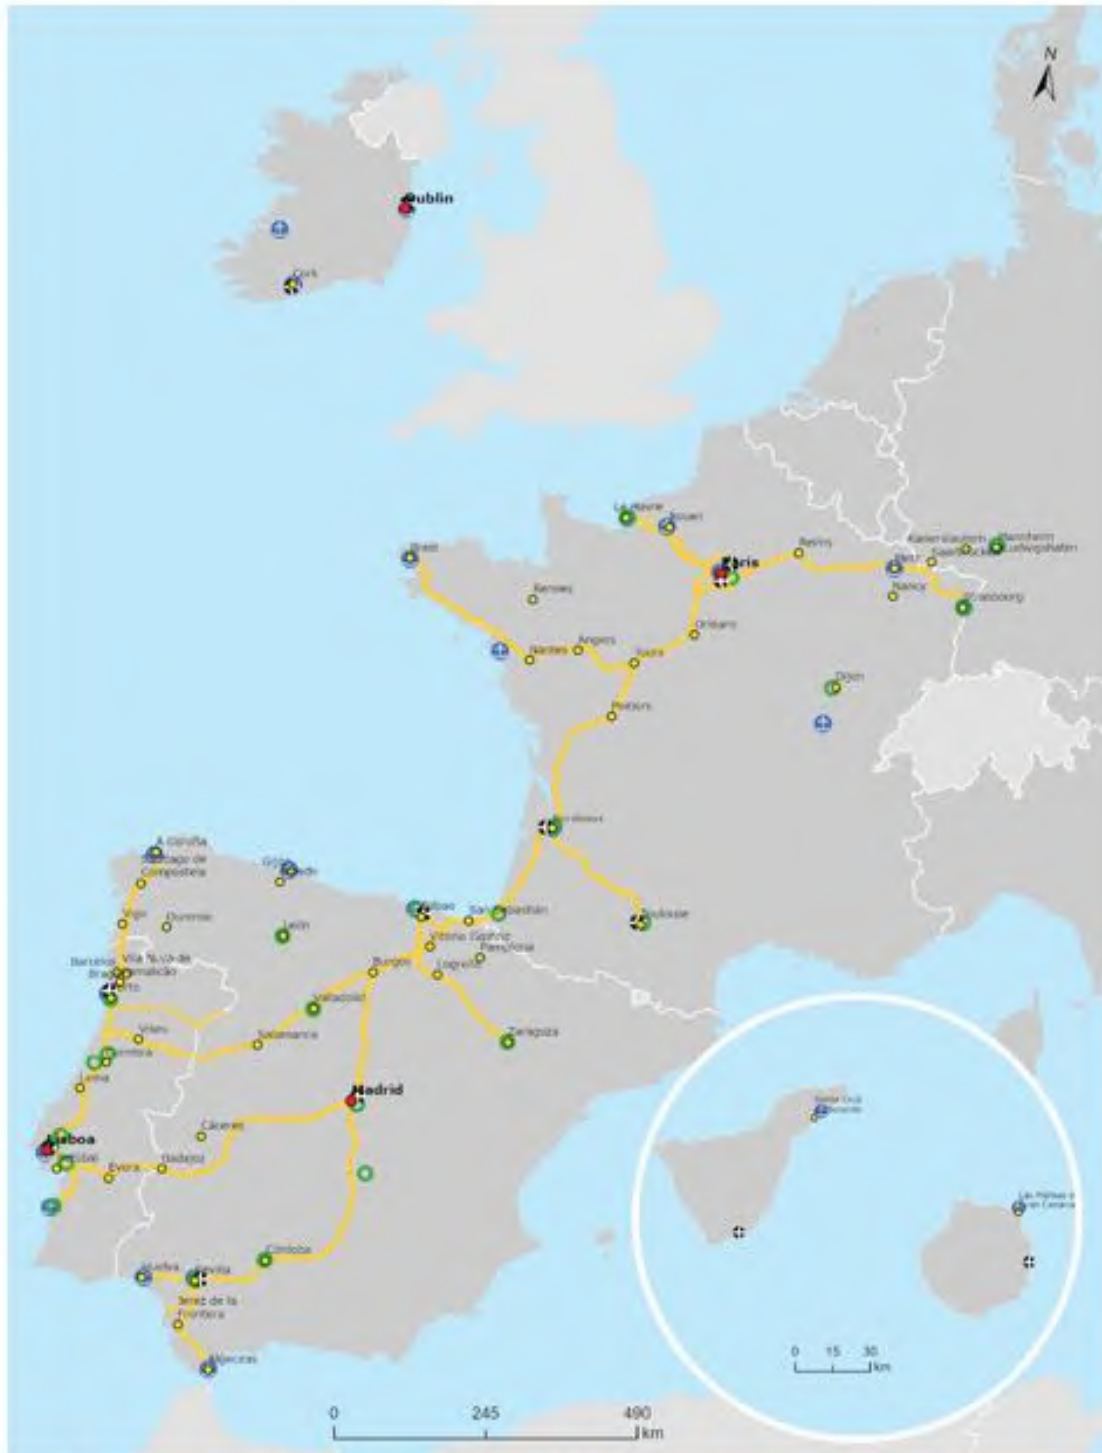 N
Dublin
Cork
Le Havre
Rouen
Brest
Paris
Reims
Kaiserslautern
Mannheim
Ludwigshafen
Saarbrücken
Metz
Nancy
Strasbourg
Rennes
Orléans
Nantes
Angers
Tours
Dijon
Poitiers
Bordeaux
A Coruña
Santiago de
Compostela
Gijón
Oviedo
Vigo
Ourense
León
Bilbao
San Sebastián
Toulouse
Vitoria
Pamplona
Barcelos
Vila Nova de
Famalicão
Braga
Porto
Burgos
Logroño
Valladolid
Zaragoza
Viseu
Salamanca
Coimbra
Leiria
Madrid
Cáceres
Lisboa
Setúbal
Évora
Badajoz
Córdoba
Huelva
Sevilla
Jerez de la
Frontera
Algeciras
Santa Cruz
de Tenerife
Las Palmas
Gran Canaria
0 15 30
km
0 245 490
km